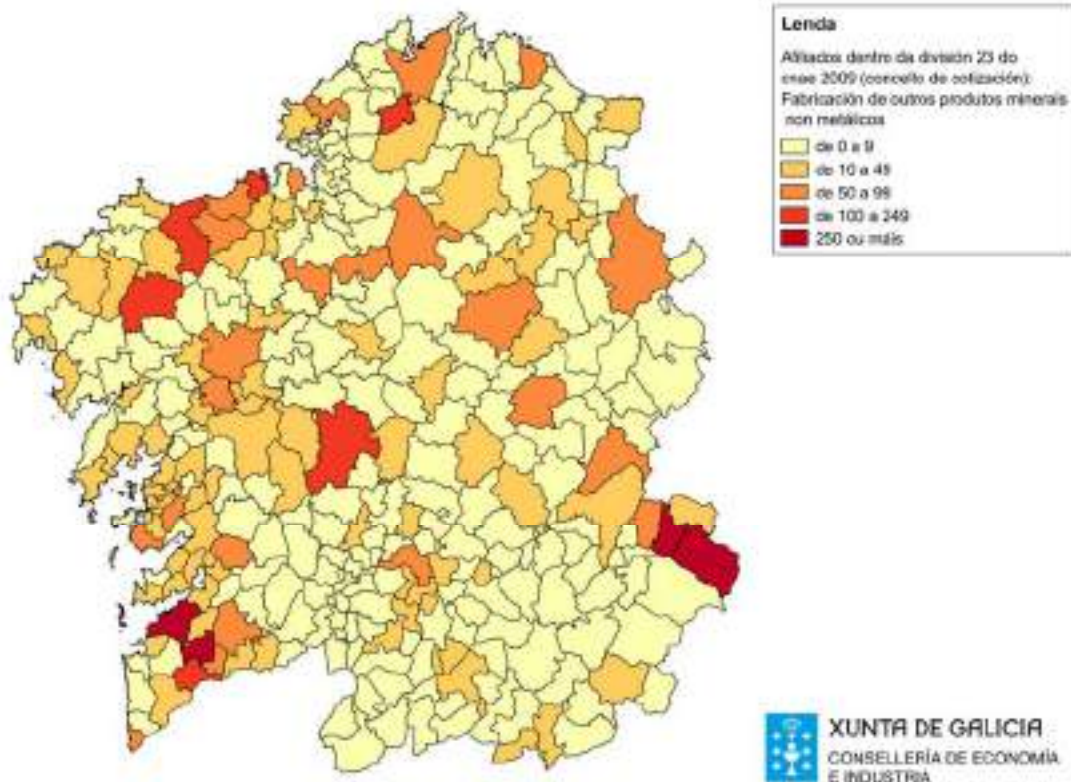 Lenda
Afiliados dentro da división 23 do
cnae 2009 (concello de cotización):
Fabricación de outros produtos minerais
non metálicos
de 0 a 9
de 10 a 49
de 50 a 99
de 100 a 249
250 ou máis
XUNTA DE GALICIA
CONSELLERÍA DE ECONOMÍA
E INDUSTRIA